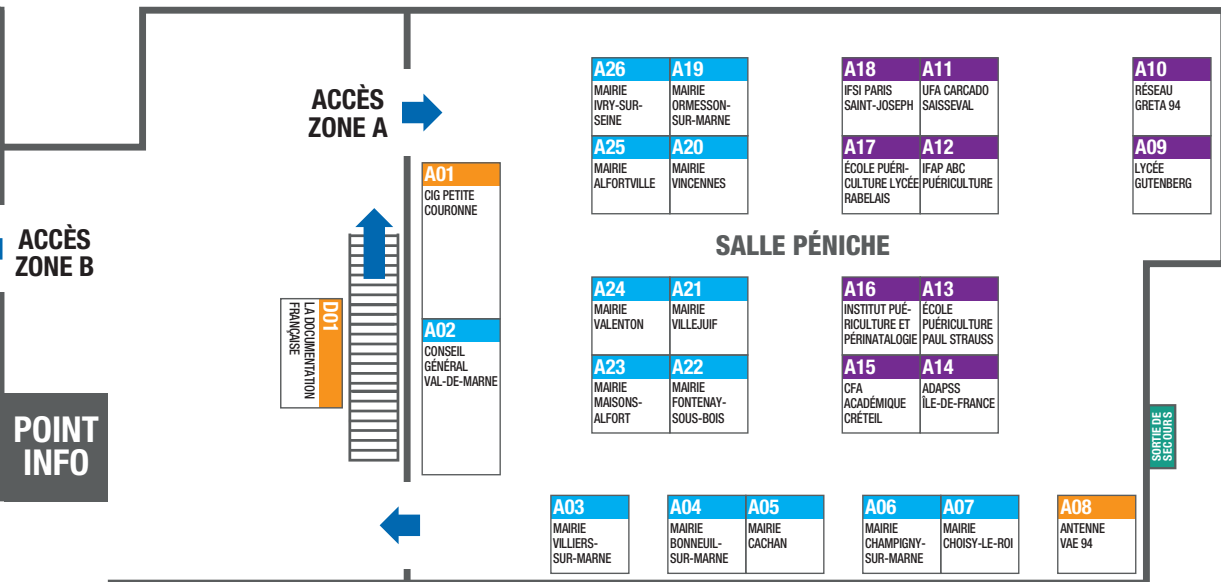 ACCÈS
ZONE A
ACCÈS
ZONE B
POINT
INFO
D01
LA DOCUMENTATION
FRANÇAISE
A01
CIG PETITE
COURONNE
A02
CONSEIL
GÉNÉRAL
VAL-DE-MARNE
A26
MAIRIE
IVRY-SUR-
SEINE
A19
MAIRIE
ORMESSON-
SUR-MARNE
A25
MAIRIE
ALFORTVILLE
A20
MAIRIE
VINCENNES
A18
IFSI PARIS
SAINT-JOSEPH
A11
UFA CARCADO
SAISSEVAL
A17
ÉCOLE PUÉRI-
CULTURE LYCÉE
RABELAIS
A12
IFAP ABC
PUÉRICULTURE
A10
RÉSEAU
GRETA 94
A09
LYCÉE
GUTENBERG
SALLE PÉNICHE
A24
MAIRIE
VALENTON
A21
MAIRIE
VILLEJUIF
A23
MAIRIE
MAISONS-
ALFORT
A22
MAIRIE
FONTENAY-
SOUS-BOIS
A16
INSTITUT PUÉ-
RICULTURE ET
PÉRINATALOGIE
A13
ÉCOLE
PUÉRICULTURE
PAUL STRAUSS
A15
CFA
ACADÉMIQUE
CRÉTEIL
A14
ADAPSS
ÎLE-DE-FRANCE
SORTIE DE
SECOURS
A03
MAIRIE
VILLIERS-
SUR-MARNE
A04
MAIRIE
BONNEUIL-
SUR-MARNE
A05
MAIRIE
CACHAN
A06
MAIRIE
CHAMPIGNY-
SUR-MARNE
A07
MAIRIE
CHOISY-LE-ROI
A08
ANTENNE
VAE 94